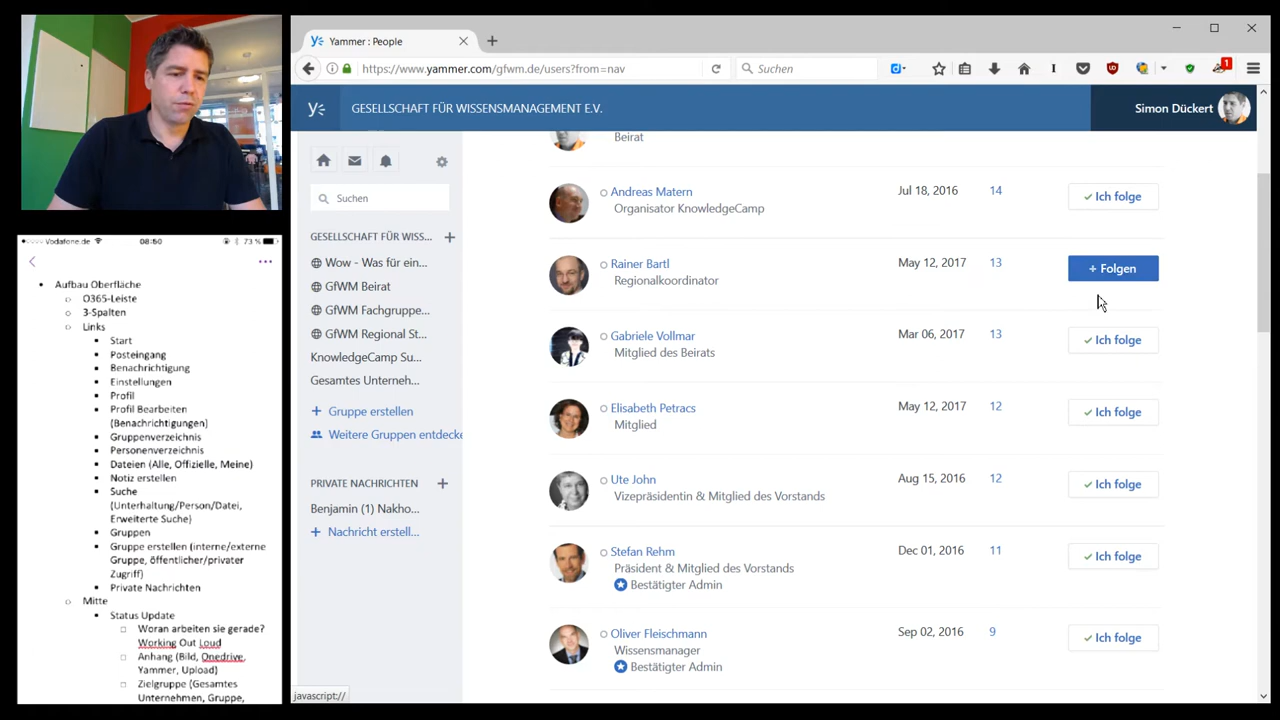 Vodafone.de
08:50
73 %
Aufbau Oberfläche
O365-Leiste
3-Spalten
Links
Start
Posteingang
Benachrichtigung
Einstellungen
Profil
Profil Bearbeiten
(Benachrichtigungen)
Gruppenverzeichnis
Personenverzeichnis
Dateien (Alle, Offizielle, Meine)
Notiz erstellen
Suche
(Unterhaltung/Person/Datei,
Erweiterte Suche)
Gruppen
Gruppe erstellen (interne/externe
Gruppe, öffentlicher/privater
Zugriff)
Private Nachrichten
Mitte
Status Update
Woran arbeiten sie gerade?
Working Out Loud
Anhang (Bild, Onedrive,
Yammer, Upload)
Zielgruppe (Gesamtes
Unternehmen, Gruppe,
Yammer : People
https://www.yammer.com/gfwm.de/users?from=nav
Suchen
1
GESELLSCHAFT FÜR WISSENSMANAGEMENT E.V.
Simon Dückert
Suchen
GESELLSCHAFT FÜR WISS...
Wow - Was für ein...
GfWM Beirat
GfWM Fachgruppe...
GfWM Regional St...
KnowledgeCamp Su...
Gesamtes Unterneh...
+ Gruppe erstellen
Weitere Gruppen entdecke
PRIVATE NACHRICHTEN +
Benjamin (1) Nakho...
+ Nachricht erstell...
Beirat
Andreas Matern Jul 18, 2016 14 Ich folge
Organisator KnowledgeCamp
Rainer Bartl May 12, 2017 13 + Folgen
Regionalkoordinator
Gabriele Vollmar Mar 06, 2017 13 Ich folge
Mitglied des Beirats
Elisabeth Petracs May 12, 2017 12 Ich folge
Mitglied
Ute John Aug 15, 2016 12 Ich folge
Vizepräsidentin & Mitglied des Vorstands
Stefan Rehm Dec 01, 2016 11 Ich folge
Präsident & Mitglied des Vorstands
Bestätigter Admin
Oliver Fleischmann Sep 02, 2016 9 Ich folge
Wissensmanager
Bestätigter Admin
javascript://